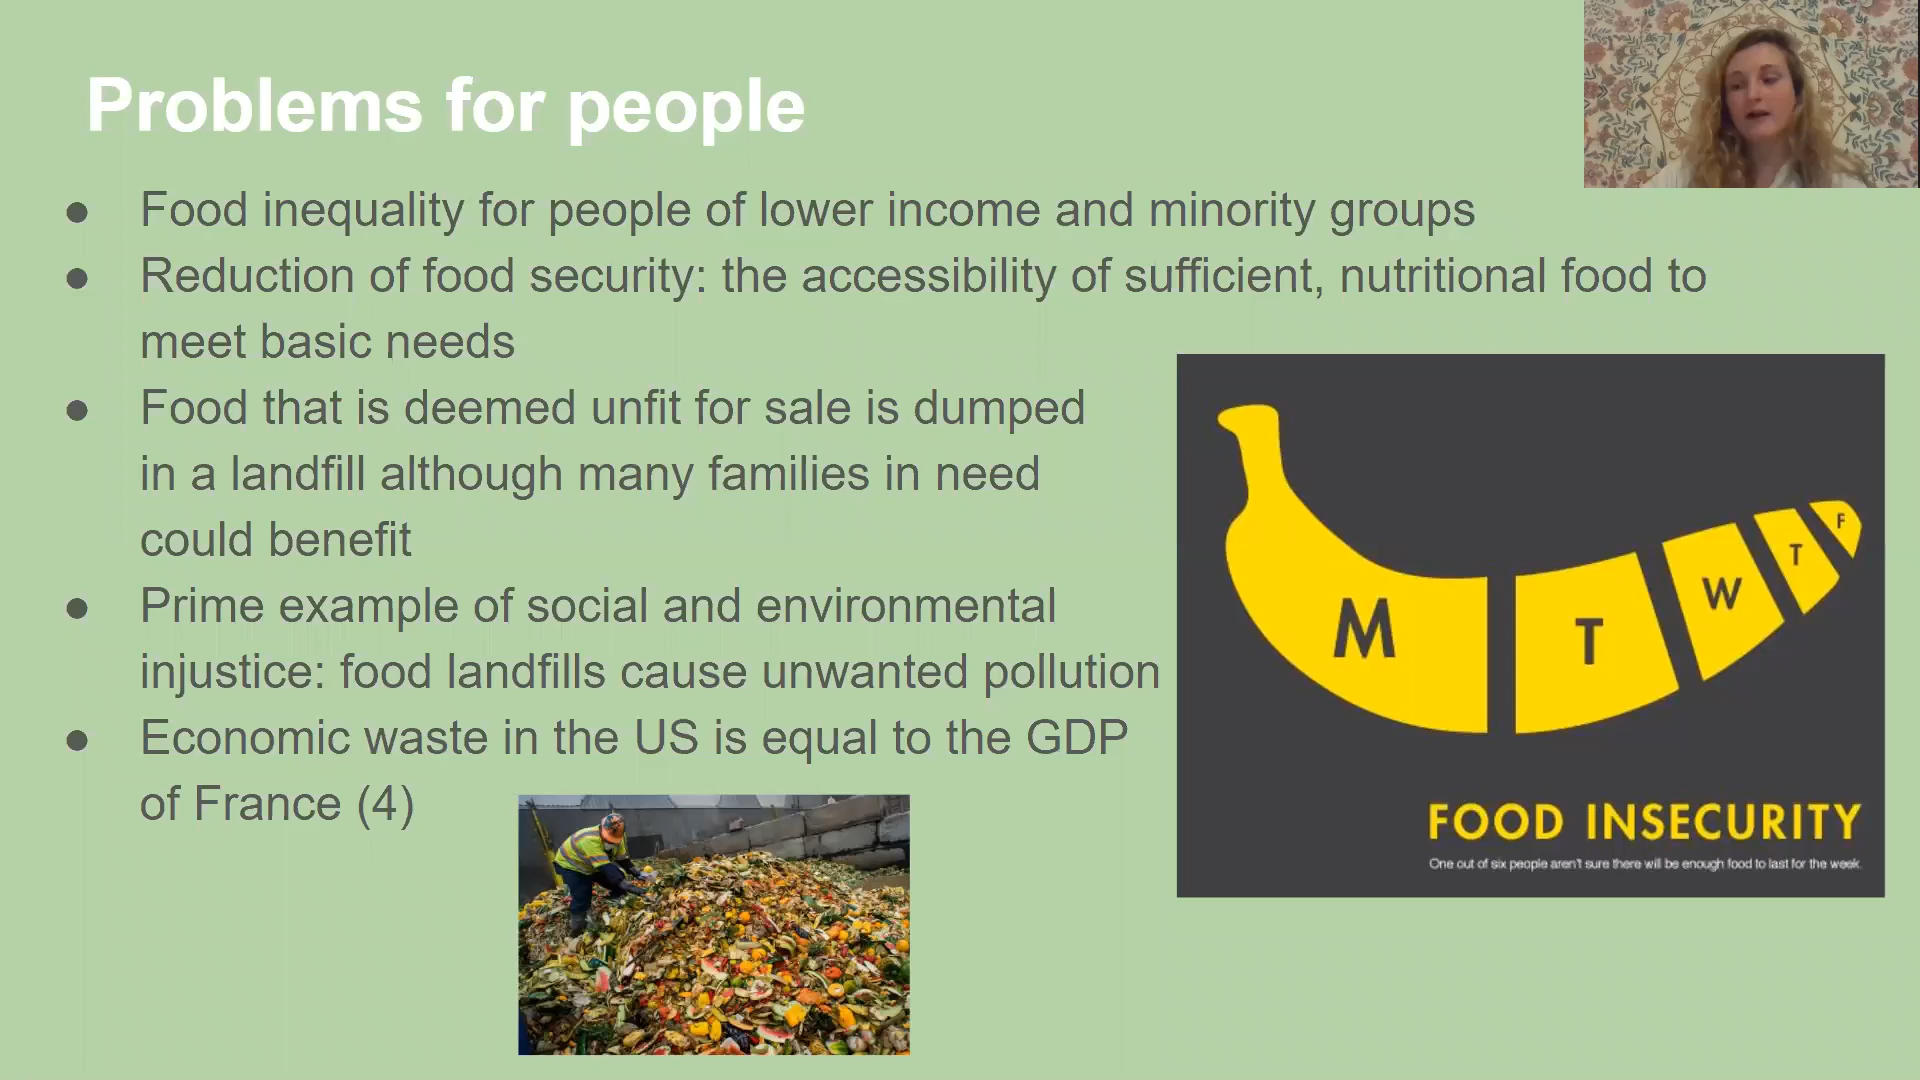 Problems for people
● Food inequality for people of lower income and minority groups
● Reduction of food security: the accessibility of sufficient, nutritional food to
meet basic needs
● Food that is deemed unfit for sale is dumped
in a landfill although many families in need
could benefit
● Prime example of social and environmental
injustice: food landfills cause unwanted pollution
● Economic waste in the US is equal to the GDP
of France (4)
M T W T F
FOOD INSECURITY
One out of six people aren't sure there will be enough food to last for the week.